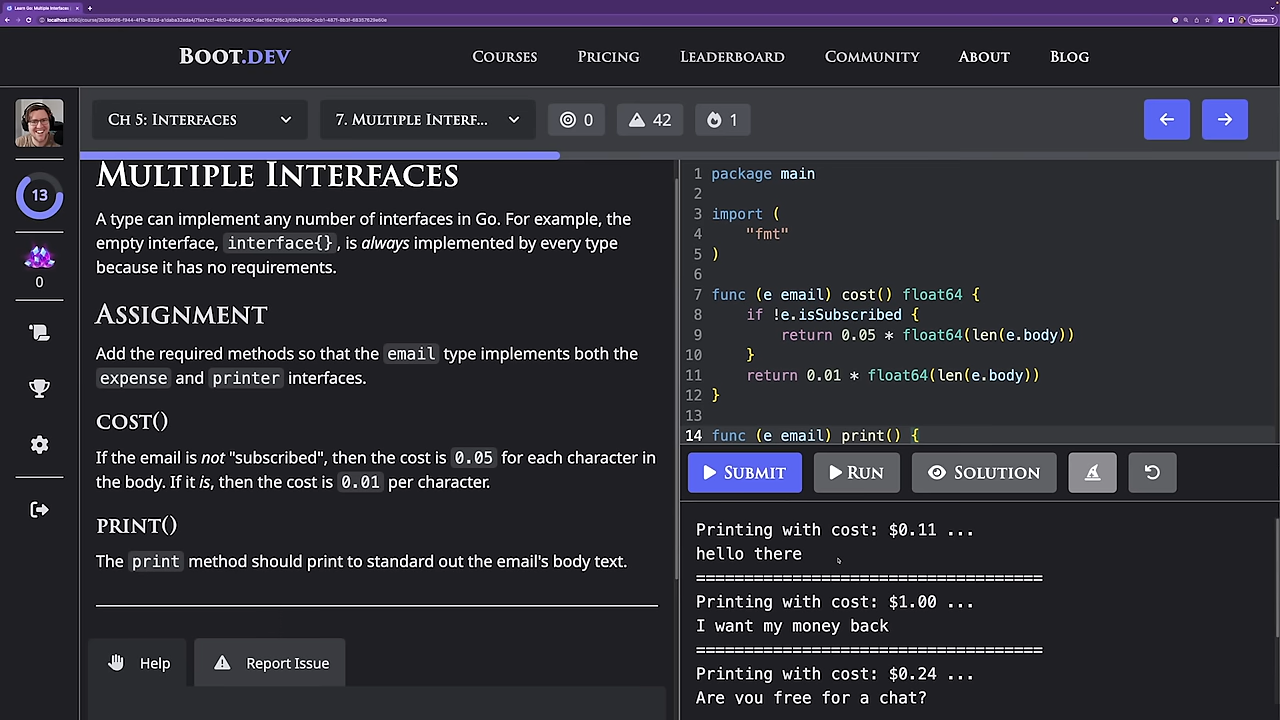 Learn Go: Multiple Interfaces
Update
BOOT.DEV
COURSES
PRICING
LEADERBOARD
COMMUNITY
ABOUT
BLOG
CH 5: INTERFACES
7. MULTIPLE INTERF...
0
42
1
13
0
MULTIPLE INTERFACES
A type can implement any number of interfaces in Go. For example, the
empty interface, interface{}, is always implemented by every type
because it has no requirements.
ASSIGNMENT
Add the required methods so that the email type implements both the
expense and printer interfaces.
COST()
If the email is not "subscribed", then the cost is 0.05 for each character in
the body. If it is, then the cost is 0.01 per character.
PRINT()
The print method should print to standard out the email's body text.
Help
Report Issue
1 package main
2
3 import (
4     "fmt"
5 )
6
7 func (e email) cost() float64 {
8     if !e.isSubscribed {
9         return 0.05 * float64(len(e.body))
10     }
11     return 0.01 * float64(len(e.body))
12 }
13
14 func (e email) print() {
SUBMIT
RUN
SOLUTION
Printing with cost: $0.11 ...
hello there
====================================
Printing with cost: $1.00 ...
I want my money back
====================================
Printing with cost: $0.24 ...
Are you free for a chat?